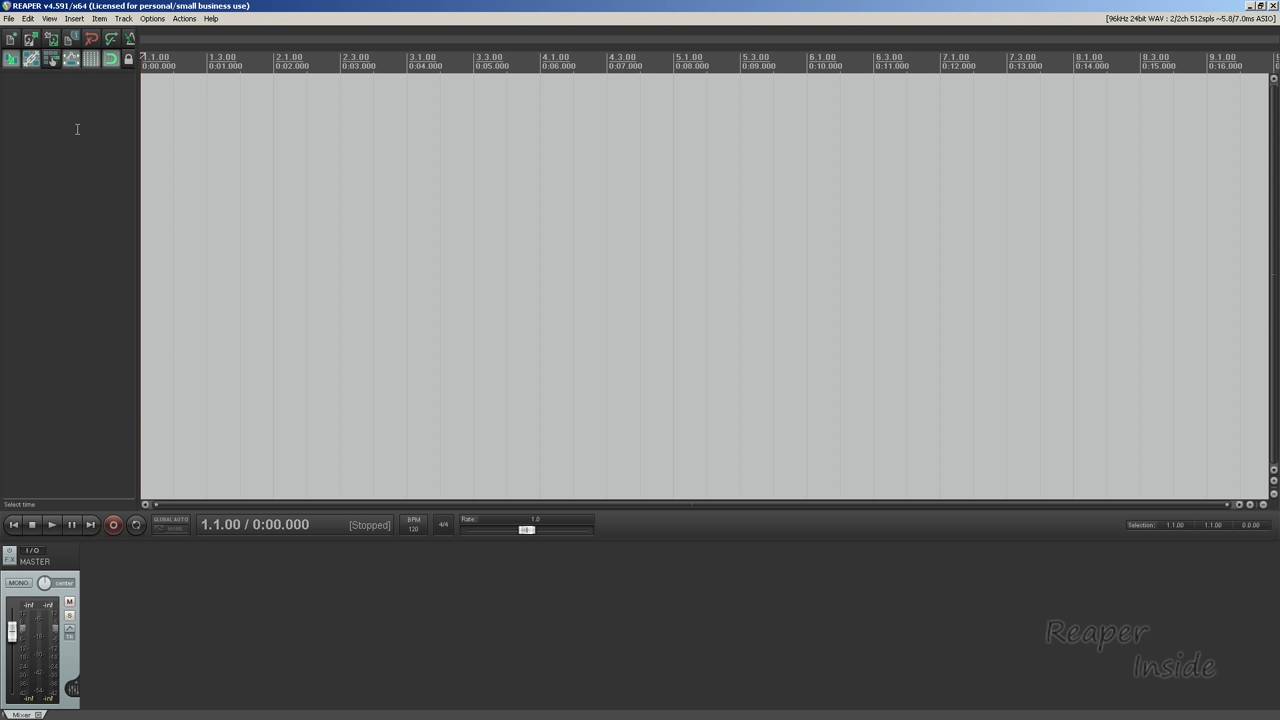 REAPER v4.591/x64 (Licensed for personal/small business use)
File Edit View Insert Item Track Options Actions Help
[96kHz 24bit WAV : 2/2ch 512spls ~5.8/7.0ms ASIO]
1.1.00 1.3.00 2.1.00 2.3.00 3.1.00 3.3.00 4.1.00 4.3.00 5.1.00 5.3.00 6.1.00 6.3.00 7.1.00 7.3.00 8.1.00 8.3.00 9.1.00
0:00.000 0:01.000 0:02.000 0:03.000 0:04.000 0:05.000 0:06.000 0:07.000 0:08.000 0:09.000 0:10.000 0:11.000 0:12.000 0:13.000 0:14.000 0:15.000 0:16.000
Select time
GLOBAL AUTO
NONE
1.1.00 / 0:00.000 [Stopped]
BPM
120
4/4
Rate: 1.0
Selection: 1.1.00 1.1.00 0.0.00
FX
I/O
MASTER
MONO center
-inf -inf
M
S
TR
-inf -inf
Mixer
Reaper
Inside